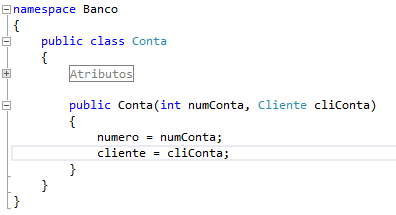 namespace Banco
{
public class Conta
{
Atributos
public Conta(int numConta, Cliente cliConta)
{
numero = numConta;
cliente = cliConta;
}
}
}